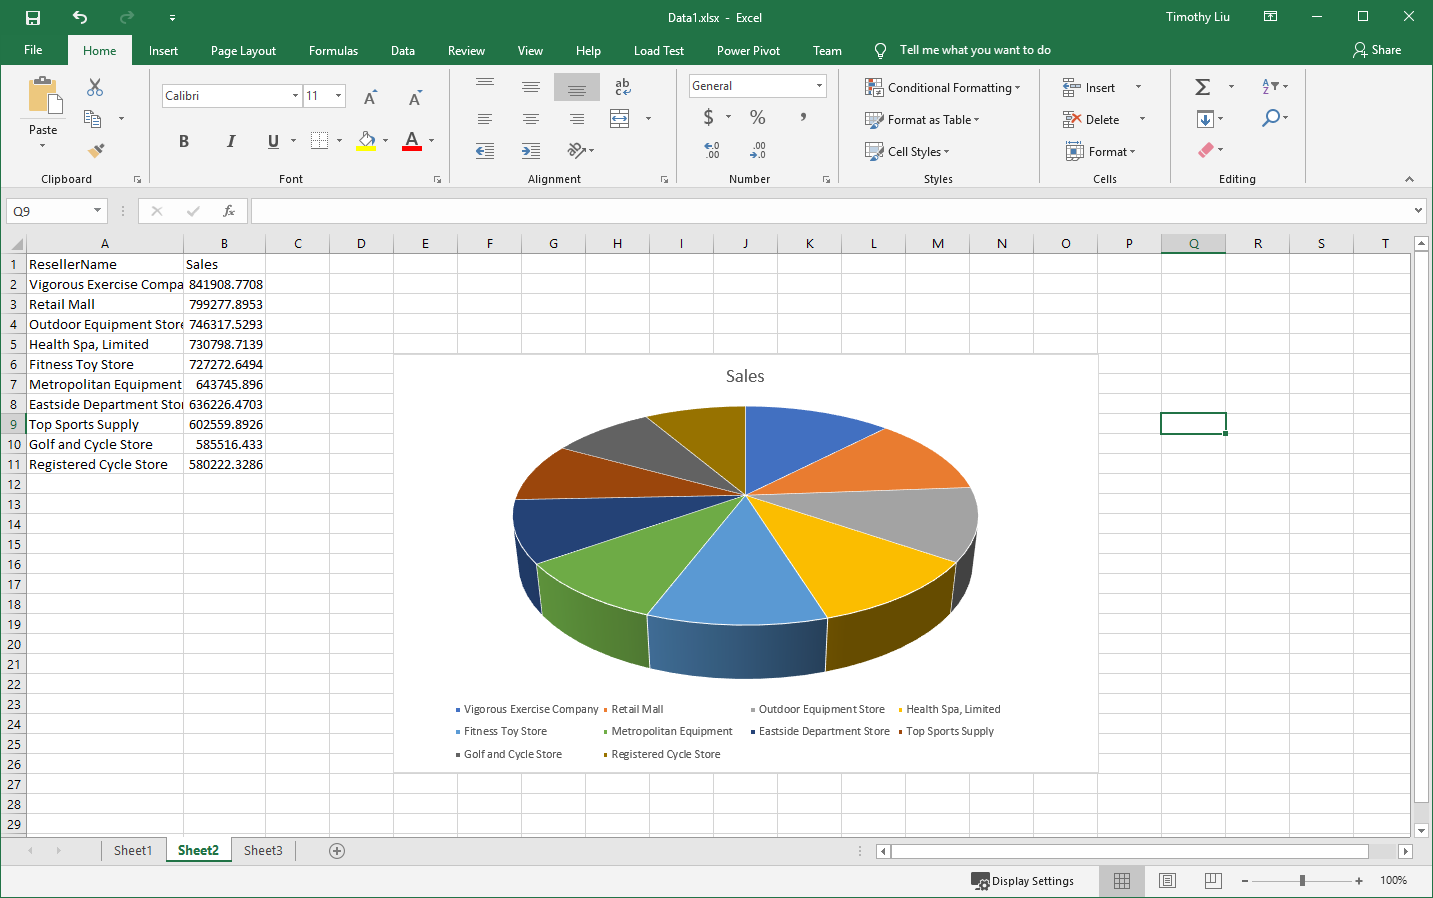 Data1.xlsx - Excel
Timothy Liu
File Home Insert Page Layout Formulas Data Review View Help Load Test Power Pivot Team Tell me what you want to do Share
Paste
Clipboard
Calibri 11
B I U A
Font
ab
Alignment
General
$ % ,
Number
Conditional Formatting
Format as Table
Cell Styles
Styles
Insert
Delete
Format
Cells
Editing
Q9 fx
A B C D E F G H I J K L M N O P Q R S T
1 ResellerName Sales
2 Vigorous Exercise Compa 841908.7708
3 Retail Mall 799277.8953
4 Outdoor Equipment Store 746317.5293
5 Health Spa, Limited 730798.7139
6 Fitness Toy Store 727272.6494
7 Metropolitan Equipment 643745.896
8 Eastside Department Sto 636226.4703
9 Top Sports Supply 602559.8926
10 Golf and Cycle Store 585516.433
11 Registered Cycle Store 580222.3286
12
13
14
15
16
17
18
19
20
21
22
23
24
25
26
27
28
29
Sales
Vigorous Exercise Company Retail Mall Outdoor Equipment Store Health Spa, Limited
Fitness Toy Store Metropolitan Equipment Eastside Department Store Top Sports Supply
Golf and Cycle Store Registered Cycle Store
Sheet1 Sheet2 Sheet3
Display Settings 100%